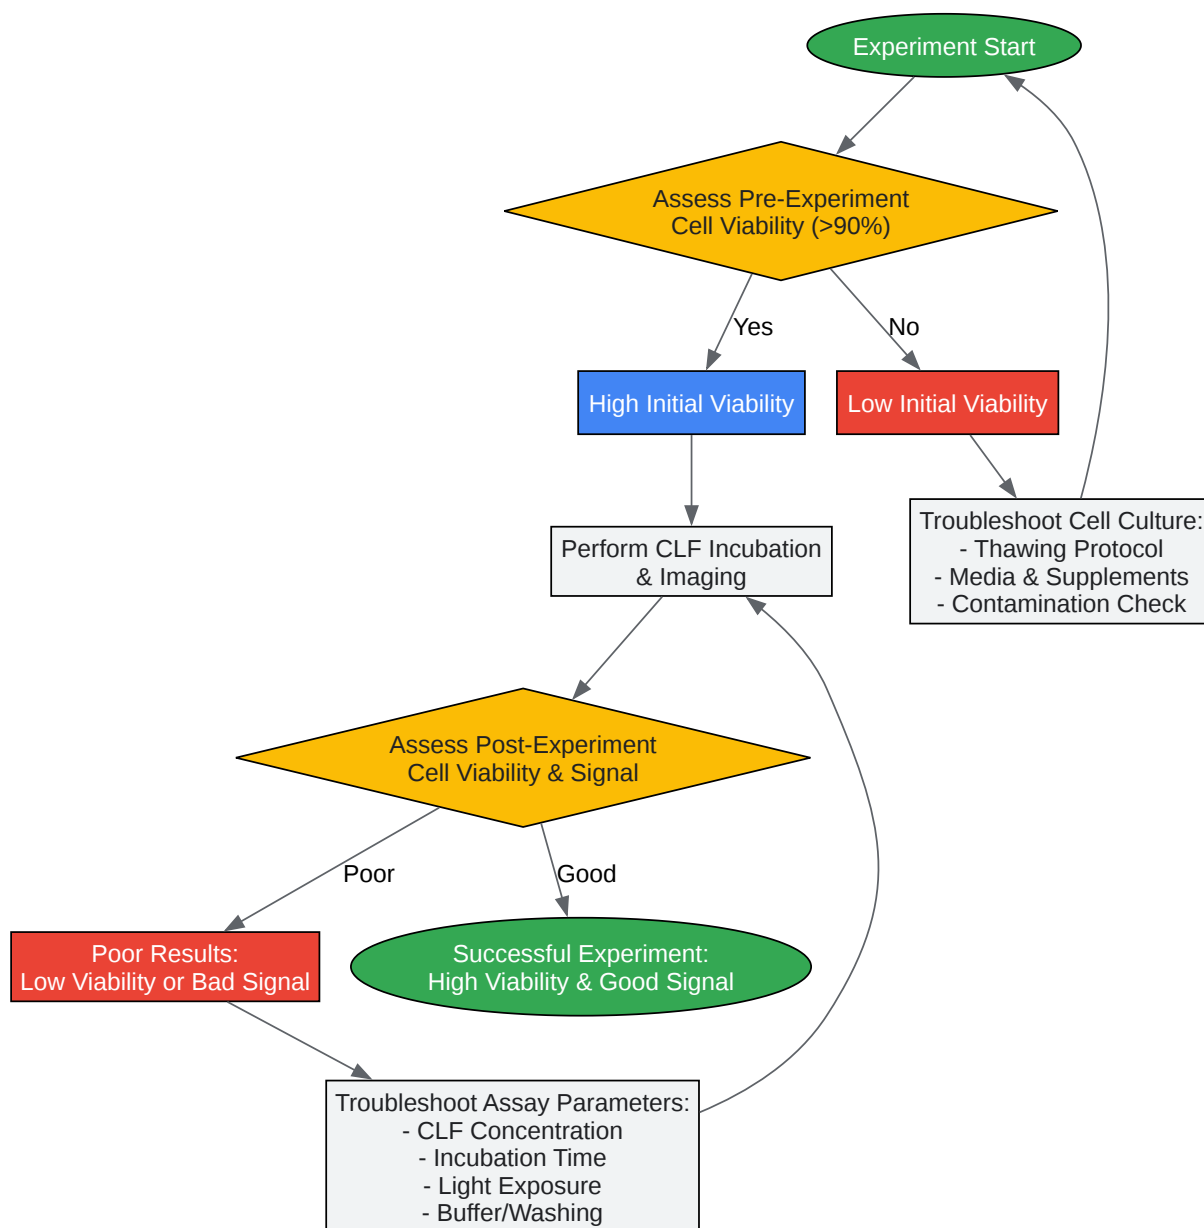 Experiment Start
Assess Pre-Experiment
Cell Viability (>90%)
Yes
No
High Initial Viability
Low Initial Viability
Troubleshoot Cell Culture:
- Thawing Protocol
- Media & Supplements
- Contamination Check
Perform CLF Incubation
& Imaging
Assess Post-Experiment
Cell Viability & Signal
Poor
Good
Poor Results:
Low Viability or Bad Signal
Successful Experiment:
High Viability & Good Signal
Troubleshoot Assay Parameters:
- CLF Concentration
- Incubation Time
- Light Exposure
- Buffer/Washing